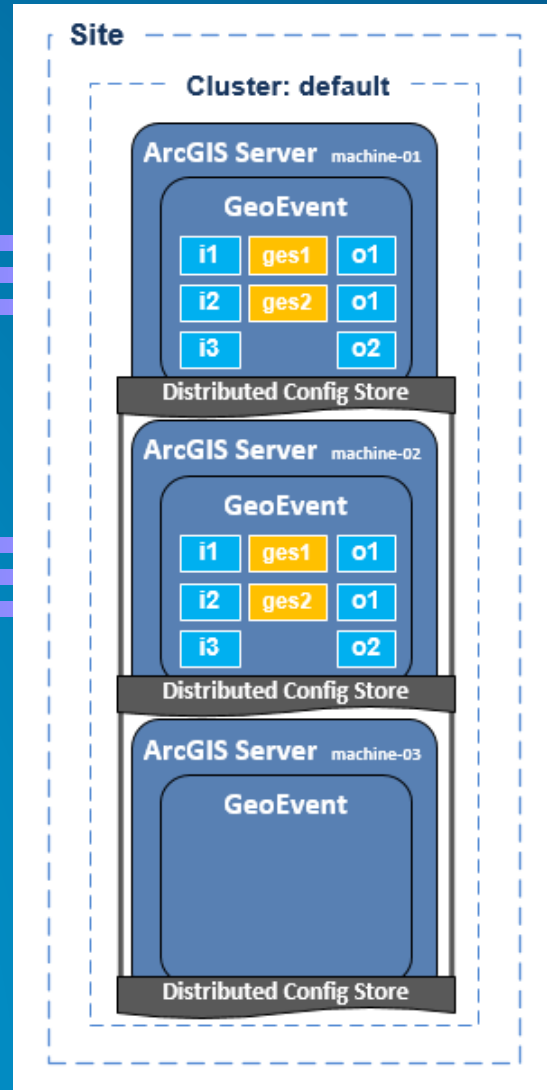 Site
Cluster: default
ArcGIS Server machine-01
GeoEvent
i1 ges1 o1
i2 ges2 o1
i3 o2
Distributed Config Store
ArcGIS Server machine-02
GeoEvent
i1 ges1 o1
i2 ges2 o1
i3 o2
Distributed Config Store
ArcGIS Server machine-03
GeoEvent
Distributed Config Store